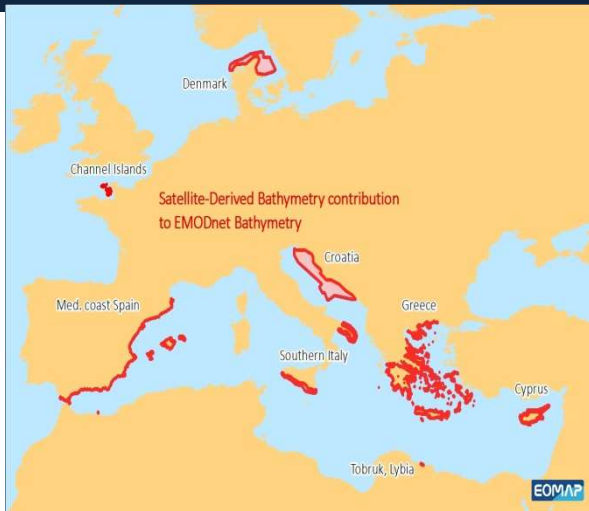 Denmark
Channel Islands
Satellite-Derived Bathymetry contribution
to EMODnet Bathymetry
Croatia
Med. coast Spain
Greece
Southern Italy
Cyprus
Tobruk, Lybia
EOMAP